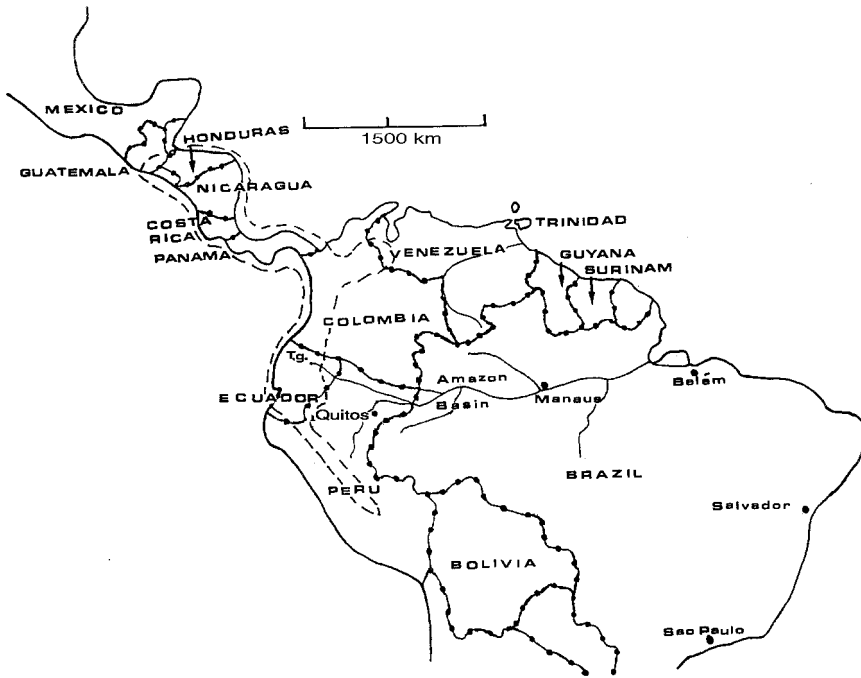 MEXICO
HONDURAS
1500 km
GUATEMALA
NICARAGUA
COSTA
RICA
PANAMA
TRINIDAD
VENEZUELA
GUYANA
SURINAM
COLOMBIA
Tg.
Amazon
Basin
Manaus
Belém
ECUADOR
Quitos
BRAZIL
PERU
Salvador
BOLIVIA
Sao Paulo